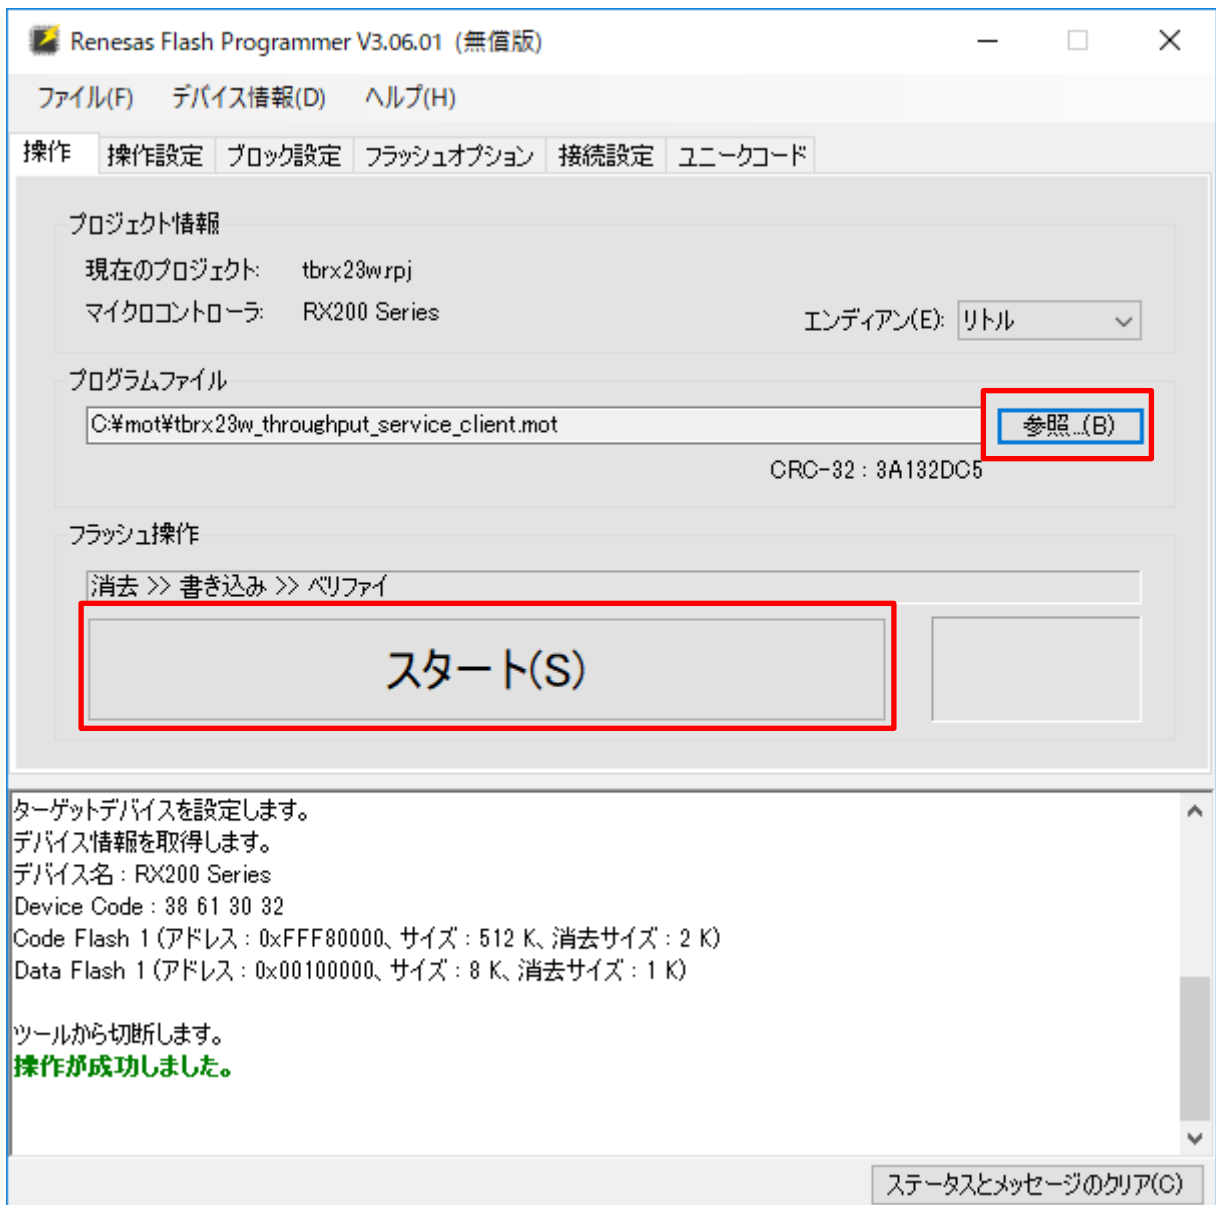 Renesas Flash Programmer V3.06.01 (無償版)
ファイル(F) デバイス情報(D) ヘルプ(H)
操作 操作設定 ブロック設定 フラッシュオプション 接続設定 ユニークコード
プロジェクト情報
現在のプロジェクト: tbrx23w.rpj
マイクロコントローラ: RX200 Series エンディアン(E): リトル
プログラムファイル
C:¥mot¥tbrx23w_throughput_service_client.mot 参照...(B)
CRC-32 : 3A132DC5
フラッシュ操作
消去 >> 書き込み >> ベリファイ
スタート(S)
ターゲットデバイスを設定します。
デバイス情報を取得します。
デバイス名 : RX200 Series
Device Code : 38 61 30 32
Code Flash 1 (アドレス : 0xFFF80000、サイズ : 512 K、消去サイズ : 2 K)
Data Flash 1 (アドレス : 0x00100000、サイズ : 8 K、消去サイズ : 1 K)
ツールから切断します。
操作が成功しました。
ステータスとメッセージのクリア(C)